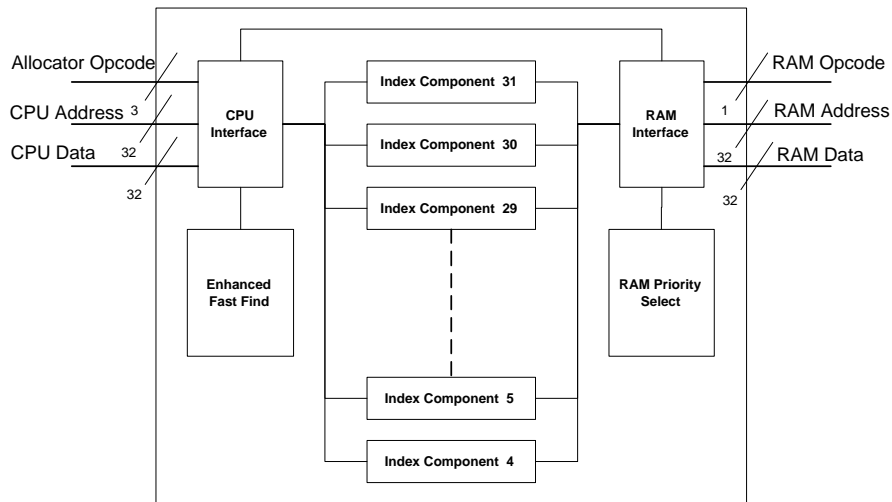 Allocator Opcode
3
CPU Address
32
CPU Data
32
CPU
Interface
Enhanced
Fast Find
Index Component 31
Index Component 30
Index Component 29
Index Component 5
Index Component 4
RAM
Interface
RAM Priority
Select
RAM Opcode
1
RAM Address
32
RAM Data
32